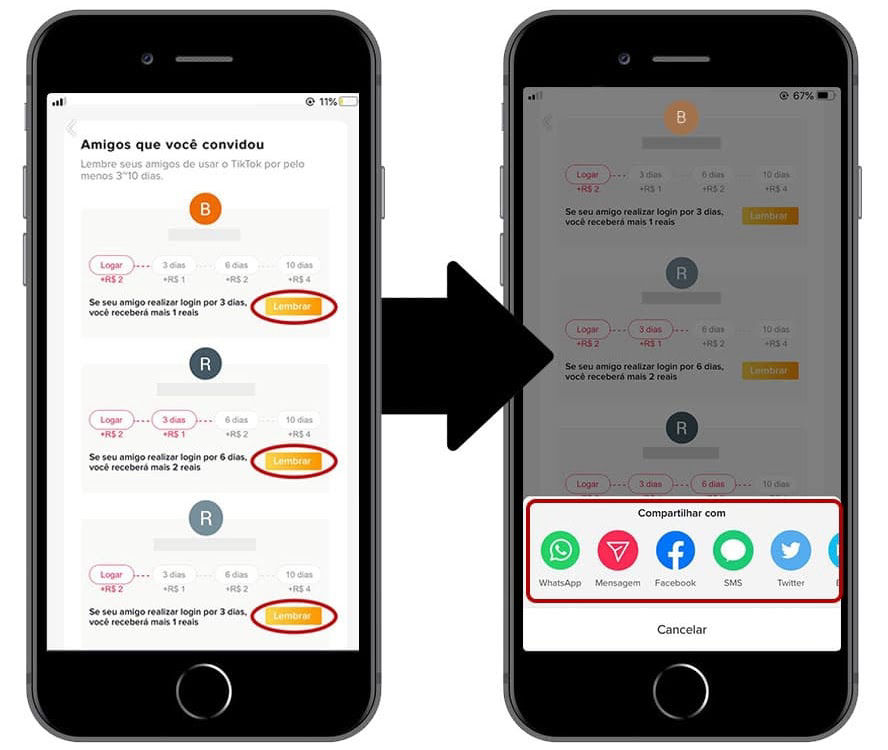 11%
Amigos que você convidou
Lembre seus amigos de usar o TikTok por pelo
menos 3~10 dias.
B
Logar 3 dias 6 dias 10 dias
+R$ 2 +R$ 1 +R$ 2 +R$ 4
Se seu amigo realizar login por 3 dias,
você receberá mais 1 reais
Lembrar
R
Logar 3 dias 6 dias 10 dias
+R$ 2 +R$ 1 +R$ 2 +R$ 4
Se seu amigo realizar login por 6 dias,
você receberá mais 2 reais
Lembrar
R
Logar 3 dias 6 dias 10 dias
+R$ 2 +R$ 1 +R$ 2 +R$ 4
Se seu amigo realizar login por 3 dias,
você receberá mais 1 reais
Lembrar
67%
B
Logar 3 dias 6 dias 10 dias
+R$ 2 +R$ 1 +R$ 2 +R$ 4
Se seu amigo realizar login por 3 dias,
você receberá mais 1 reais
Lembrar
R
Logar 3 dias 6 dias 10 dias
+R$ 2 +R$ 1 +R$ 2 +R$ 4
Se seu amigo realizar login por 6 dias,
você receberá mais 2 reais
Lembrar
R
Logar 3 dias 6 dias 10 dias
Compartilhar com
WhatsApp Mensagem Facebook SMS Twitter
Cancelar